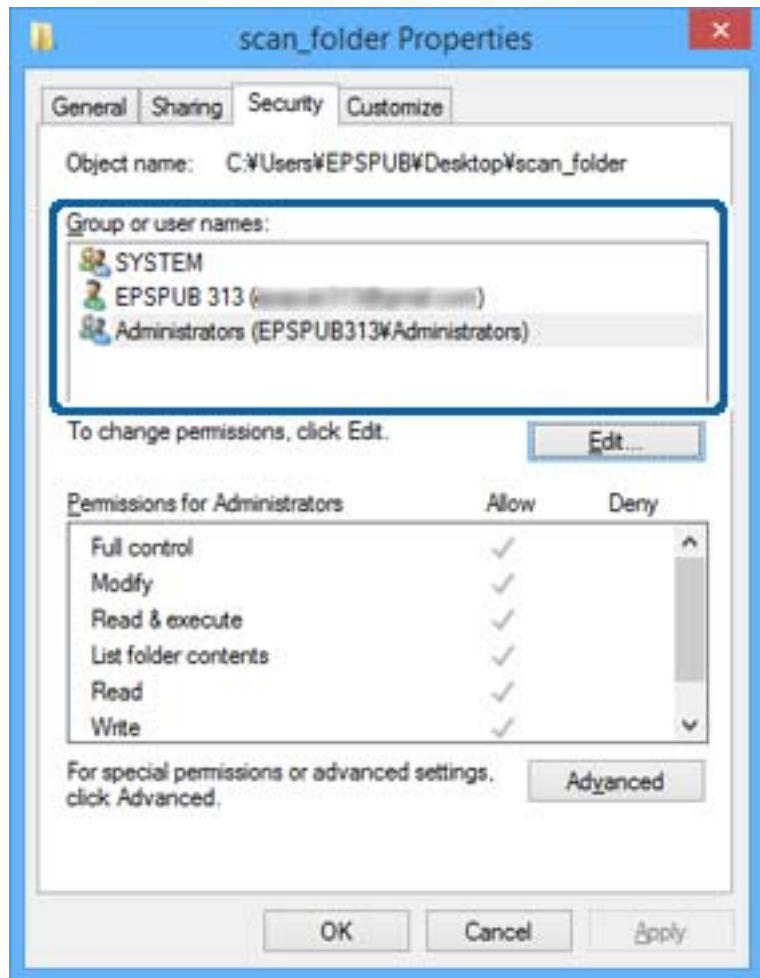 scan_folder Properties
General Sharing Security Customize
Object name: C:¥Users¥EPSPUB¥Desktop¥scan_folder
Group or user names:
SYSTEM
EPSPUB 313 ( )
Administrators (EPSPUB313¥Administrators)
To change permissions, click Edit.
Edit...
Permissions for Administrators Allow Deny
Full control
Modify
Read & execute
List folder contents
Read
Write
For special permissions or advanced settings,
click Advanced.
Advanced
OK Cancel Apply